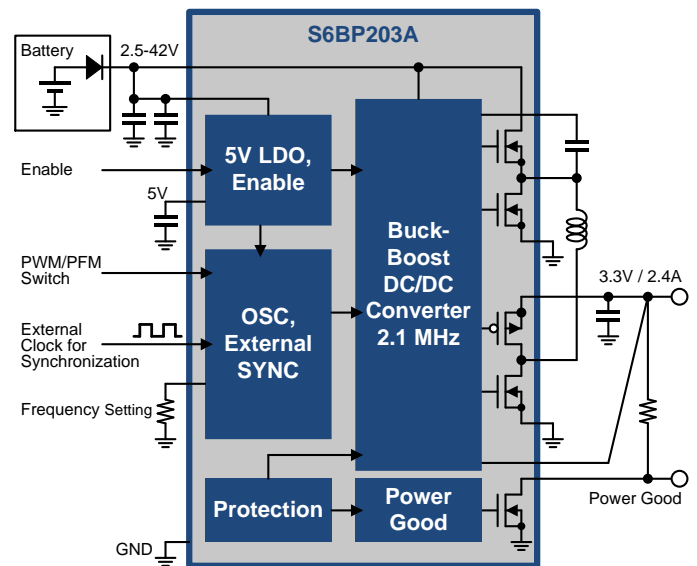 S6BP203A
Battery
2.5-42V
5V LDO,
Enable
Enable
5V
Buck-
Boost
DC/DC
Converter
2.1 MHz
PWM/PFM
Switch
OSC,
External
SYNC
External
Clock for
Synchronization
Frequency Setting
3.3V / 2.4A
Protection
Power
Good
Power Good
GND